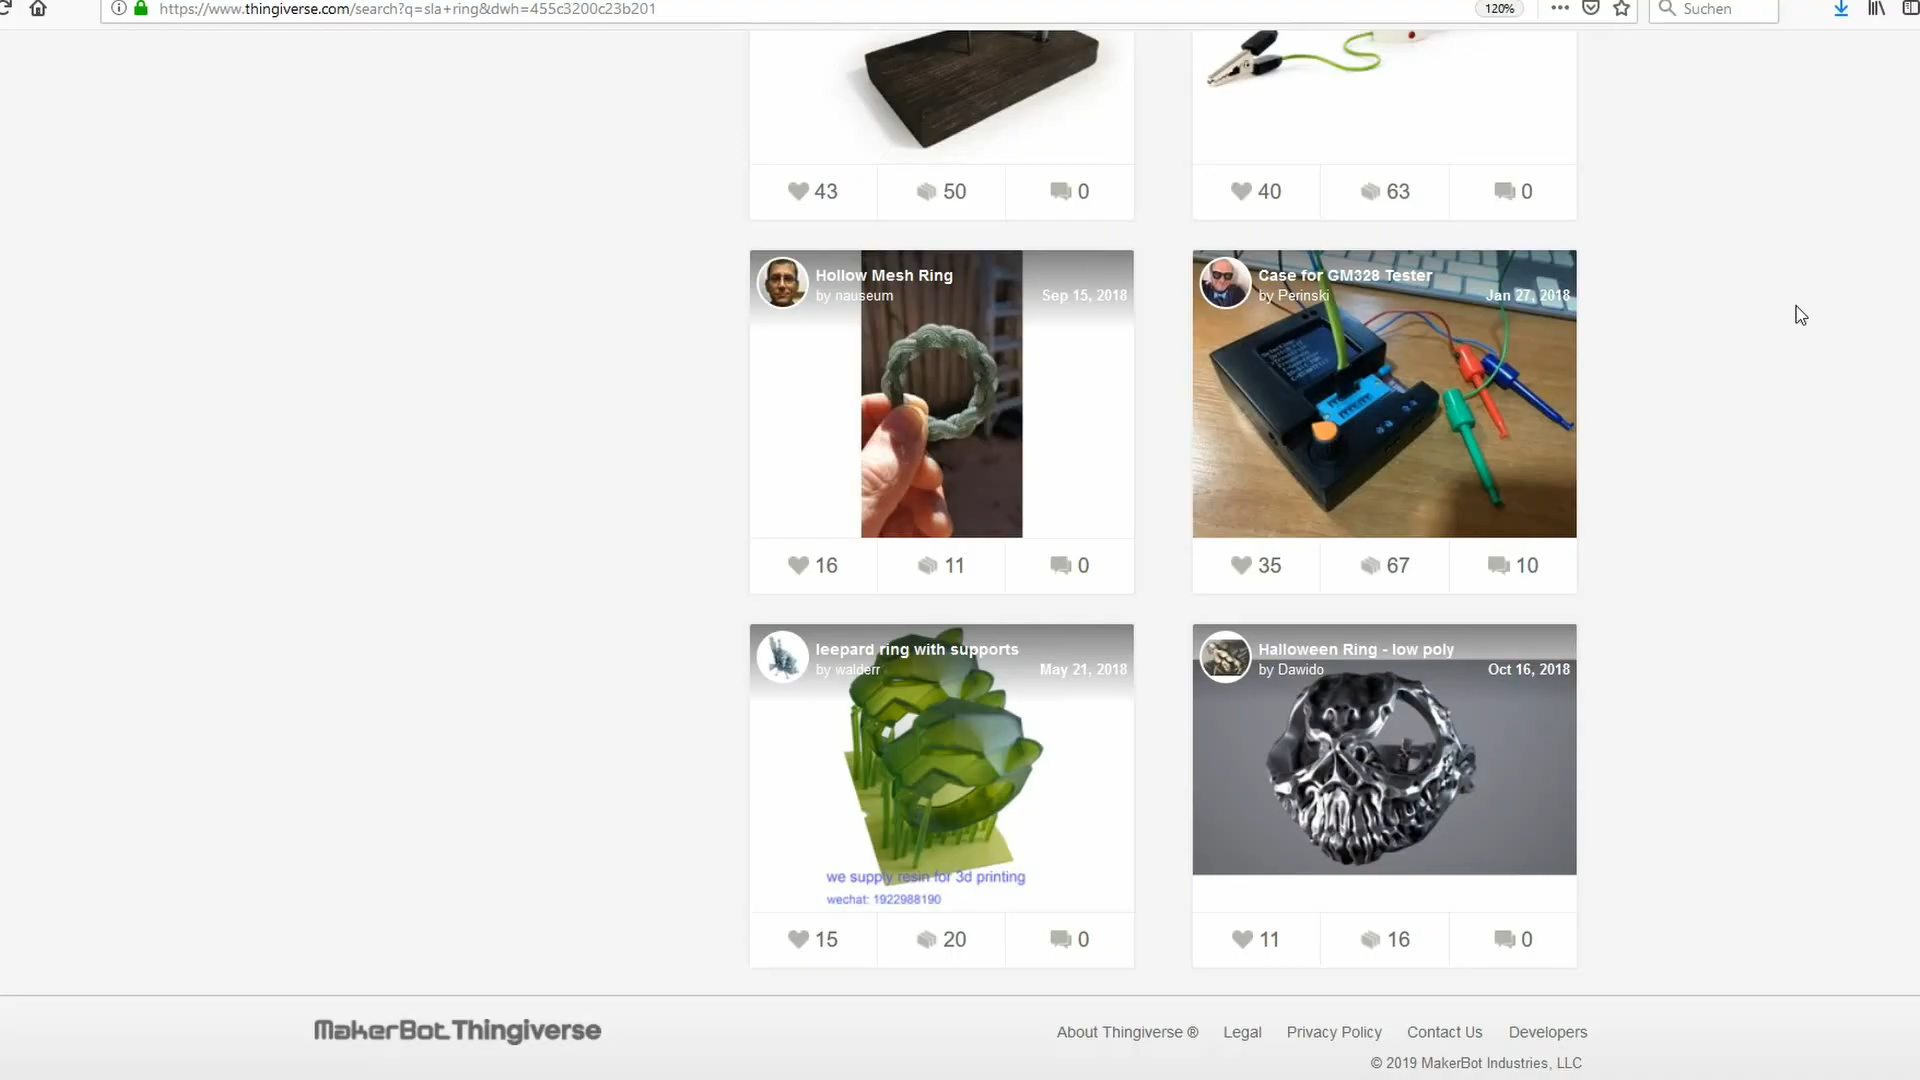 https://www.thingiverse.com/search?q=sla+ring&dwh=455c3200c23b201
120%
Suchen
43
50
0
40
63
0
Hollow Mesh Ring
by nauseum
Sep 15, 2018
Case for GM328 Tester
by Perinski
Jan 27, 2018
16
11
0
35
67
10
leepard ring with supports
by walderr
May 21, 2018
we supply resin for 3d printing
wechat: 1922988190
Halloween Ring - low poly
by Dawido
Oct 16, 2018
15
20
0
11
16
0
MakerBot Thingiverse
About Thingiverse ®
Legal
Privacy Policy
Contact Us
Developers
© 2019 MakerBot Industries, LLC